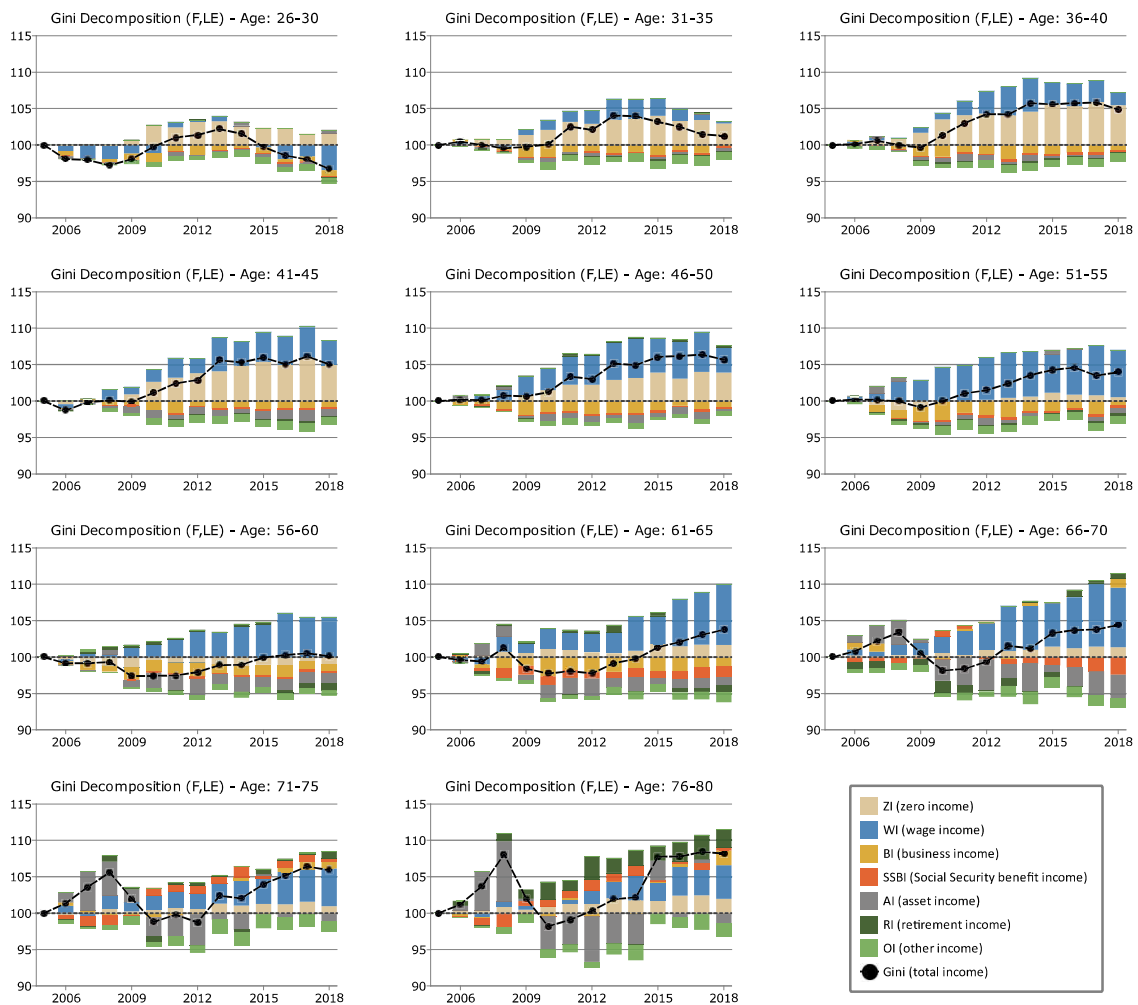 Gini Decomposition (F,LE) - Age: 26-30
115
110
105
100
95
90
2006 2009 2012 2015 2018
Gini Decomposition (F,LE) - Age: 31-35
115
110
105
100
95
90
2006 2009 2012 2015 2018
Gini Decomposition (F,LE) - Age: 36-40
115
110
105
100
95
90
2006 2009 2012 2015 2018
Gini Decomposition (F,LE) - Age: 41-45
115
110
105
100
95
90
2006 2009 2012 2015 2018
Gini Decomposition (F,LE) - Age: 46-50
115
110
105
100
95
90
2006 2009 2012 2015 2018
Gini Decomposition (F,LE) - Age: 51-55
115
110
105
100
95
90
2006 2009 2012 2015 2018
Gini Decomposition (F,LE) - Age: 56-60
115
110
105
100
95
90
2006 2009 2012 2015 2018
Gini Decomposition (F,LE) - Age: 61-65
115
110
105
100
95
90
2006 2009 2012 2015 2018
Gini Decomposition (F,LE) - Age: 66-70
115
110
105
100
95
90
2006 2009 2012 2015 2018
Gini Decomposition (F,LE) - Age: 71-75
115
110
105
100
95
90
2006 2009 2012 2015 2018
Gini Decomposition (F,LE) - Age: 76-80
115
110
105
100
95
90
2006 2009 2012 2015 2018
ZI (zero income)
WI (wage income)
BI (business income)
SSBI (Social Security benefit income)
AI (asset income)
RI (retirement income)
OI (other income)
Gini (total income)